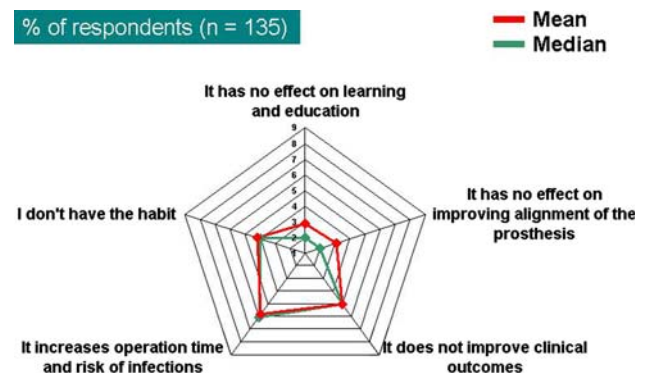 % of respondents (n = 135)
Mean
Median
It has no effect on learning
and education
9
8
7
6
5
4
3
2
1
It has no effect on
improving alignment of the
prosthesis
I don't have the habit
It increases operation time
and risk of infections
It does not improve clinical
outcomes